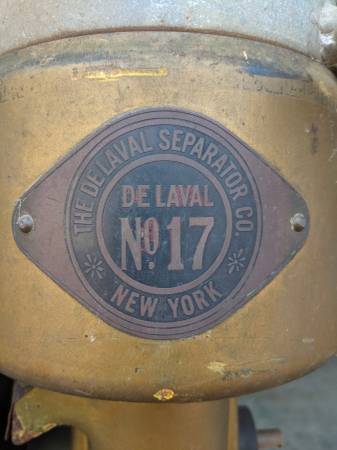 THE DE LAVAL SEPARATOR CO.
DE LAVAL
No. 17
NEW YORK